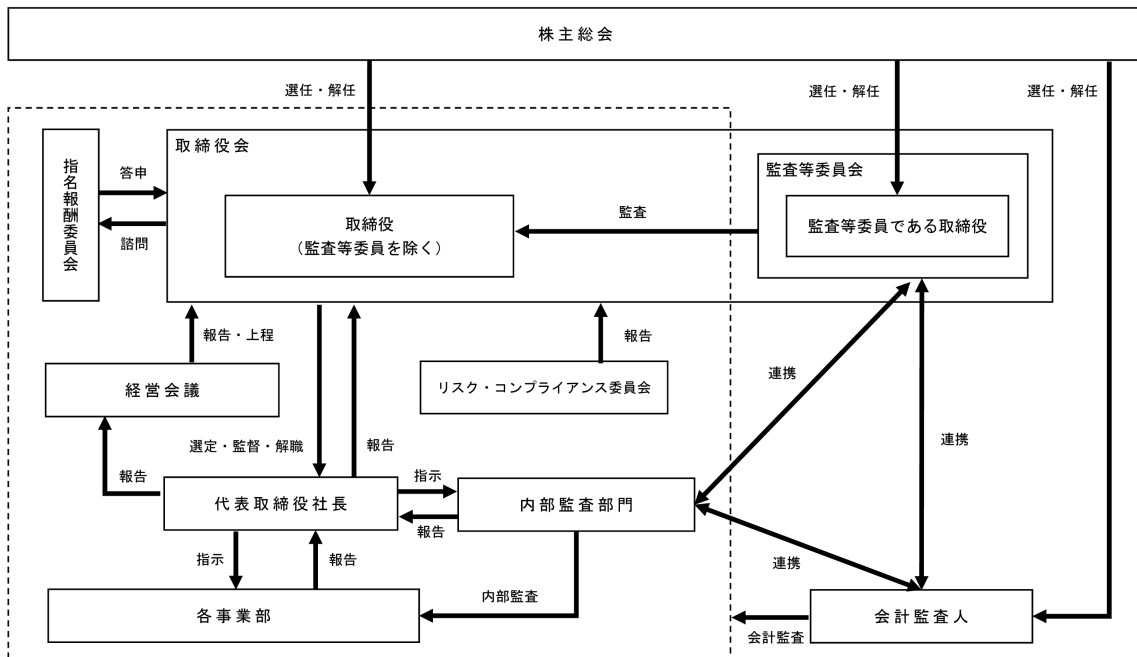 株主総会
選任・解任
選任・解任
選任・解任
取締役会
監査等委員会
指名報酬委員会
答申
諮問
取締役
（監査等委員を除く）
監査
監査等委員である取締役
報告・上程
報告
経営会議
リスク・コンプライアンス委員会
連携
選定・監督・解職
報告
連携
報告
指示
代表取締役社長
内部監査部門
報告
指示
報告
連携
内部監査
各事業部
会計監査人
会計監査